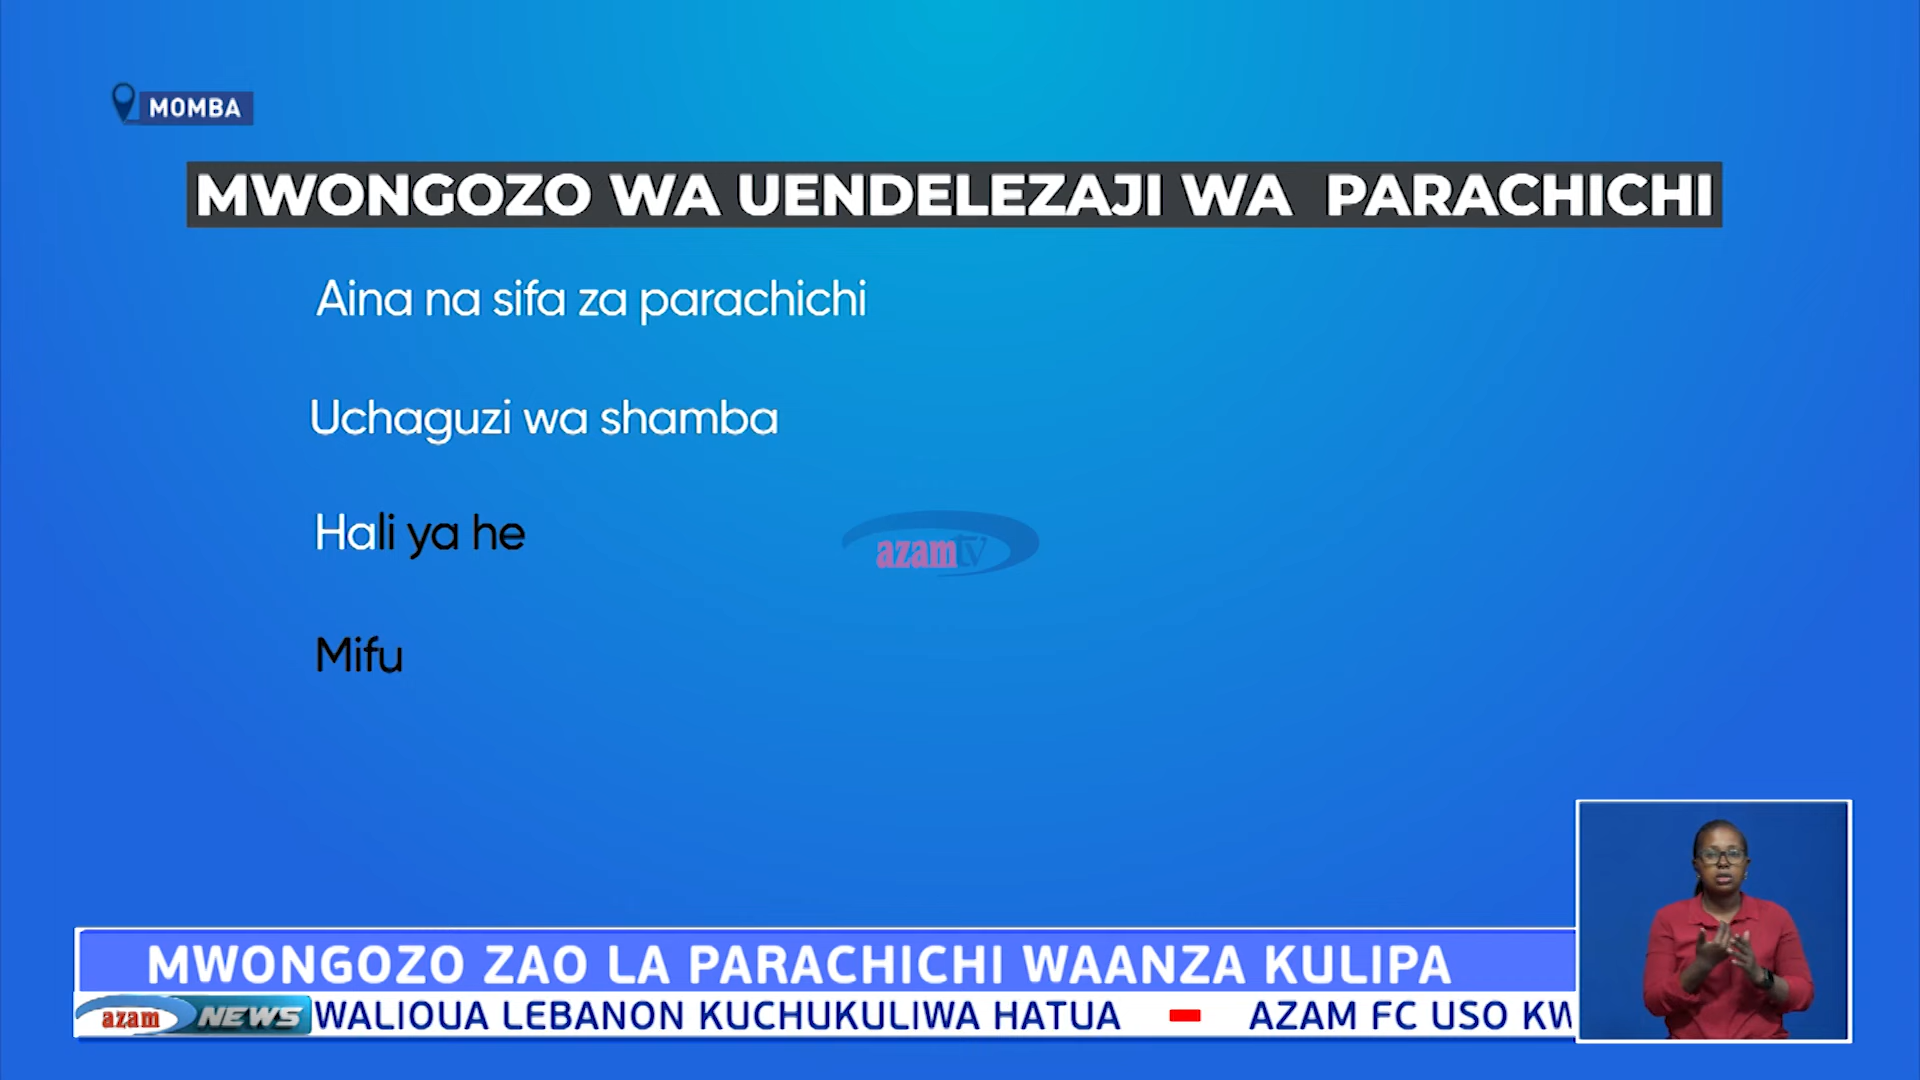 MOMBA
MWONGOZO WA UENDELEZAJI WA PARACHICHI
Aina na sifa za parachichi
Uchaguzi wa shamba
Hali ya he
Mifu
azamtv
MWONGOZO ZAO LA PARACHICHI WAANZA KULIPA
azam NEWS WALIOUA LEBANON KUCHUKULIWA HATUA - AZAM FC USO KW